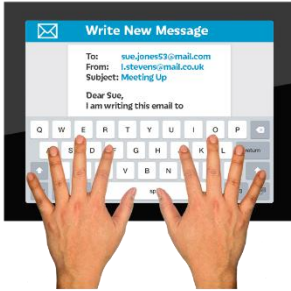 Write New Message
To: sue.jones53@mail.com
From: l.stevens@mail.co.uk
Subject: Meeting Up
Dear Sue,
I am writing this email to
Q W E R T Y U I O P
S D F G H J K L return
V B N